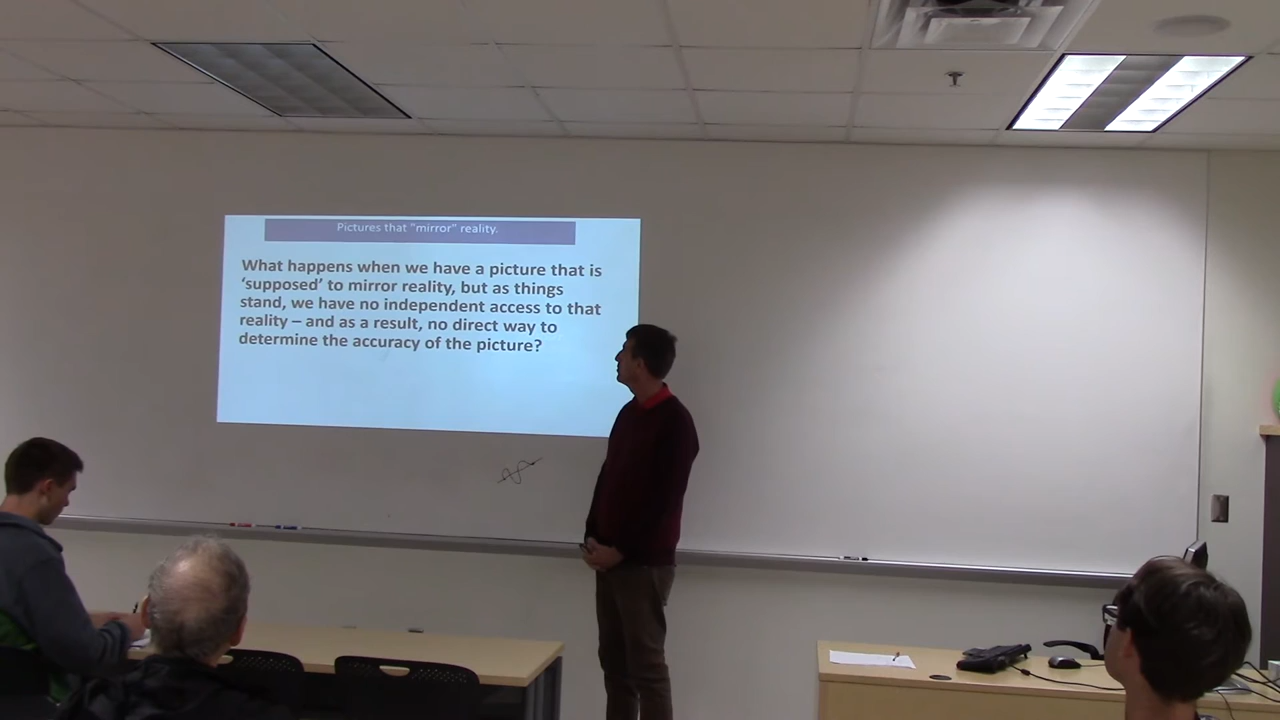 Pictures that "mirror" reality.
What happens when we have a picture that is
‘supposed’ to mirror reality, but as things
stand, we have no independent access to that
reality – and as a result, no direct way to
determine the accuracy of the picture?